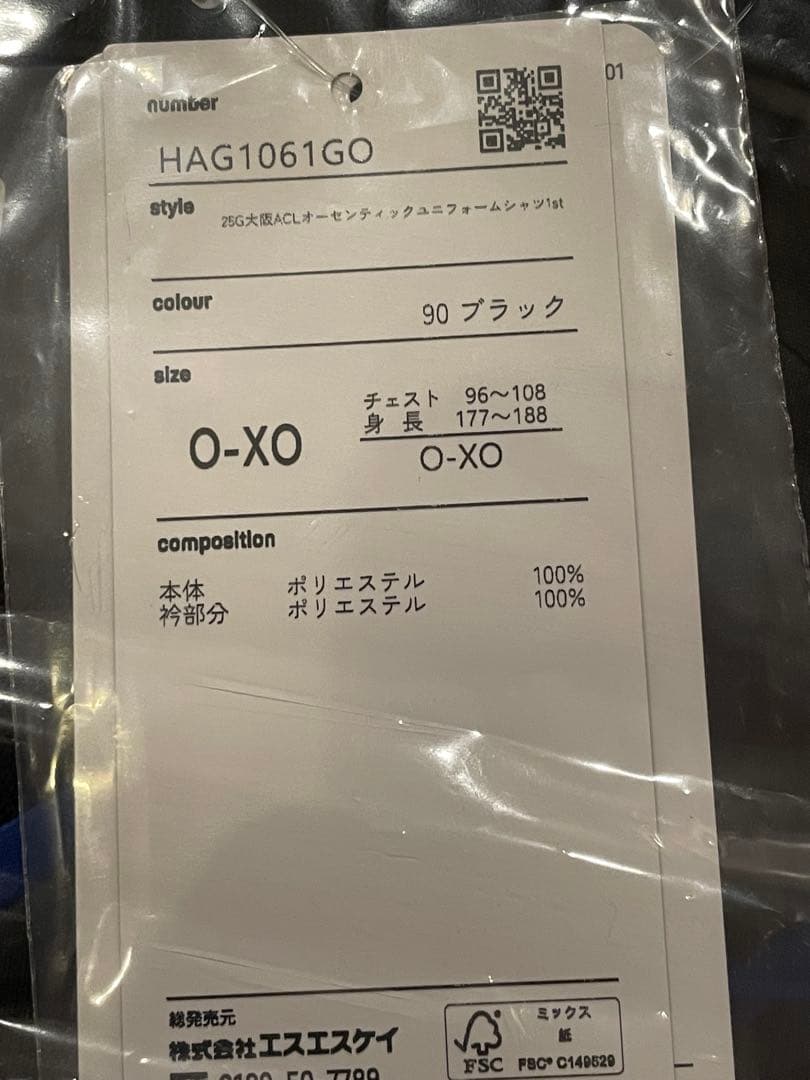 number
01
HAG1061GO
style
25G大阪ACLオーセンティックユニフォームシャツ1st
colour
90 ブラック
size
O-XO
チェスト 96〜108
身長 177〜188
O-XO
composition
本体 ポリエステル 100%
衿部分 ポリエステル 100%
総発売元
株式会社エスエスケイ
ミックス
紙
FSC FSC® C149529